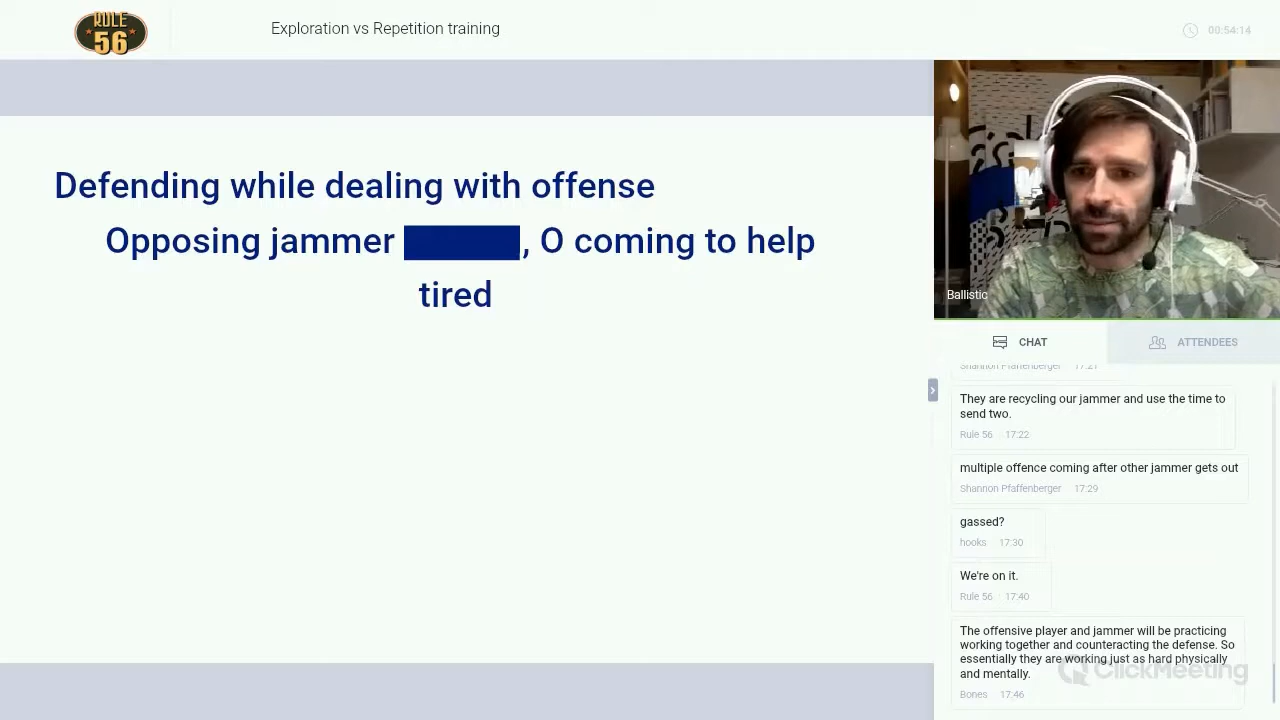 RULE
56
Exploration vs Repetition training
00:54:14
Defending while dealing with offense
Opposing jammer , O coming to help
tired
Ballistic
CHAT
ATTENDEES
Shannon Pfaffenberger 17:21
They are recycling our jammer and use the time to
send two.
Rule 56 17:22
multiple offence coming after other jammer gets out
Shannon Pfaffenberger 17:29
gassed?
hooks 17:30
We're on it.
Rule 56 17:40
The offensive player and jammer will be practicing
working together and counteracting the defense. So
essentially they are working just as hard physically
and mentally.
ClickMeeting
Bones 17:46